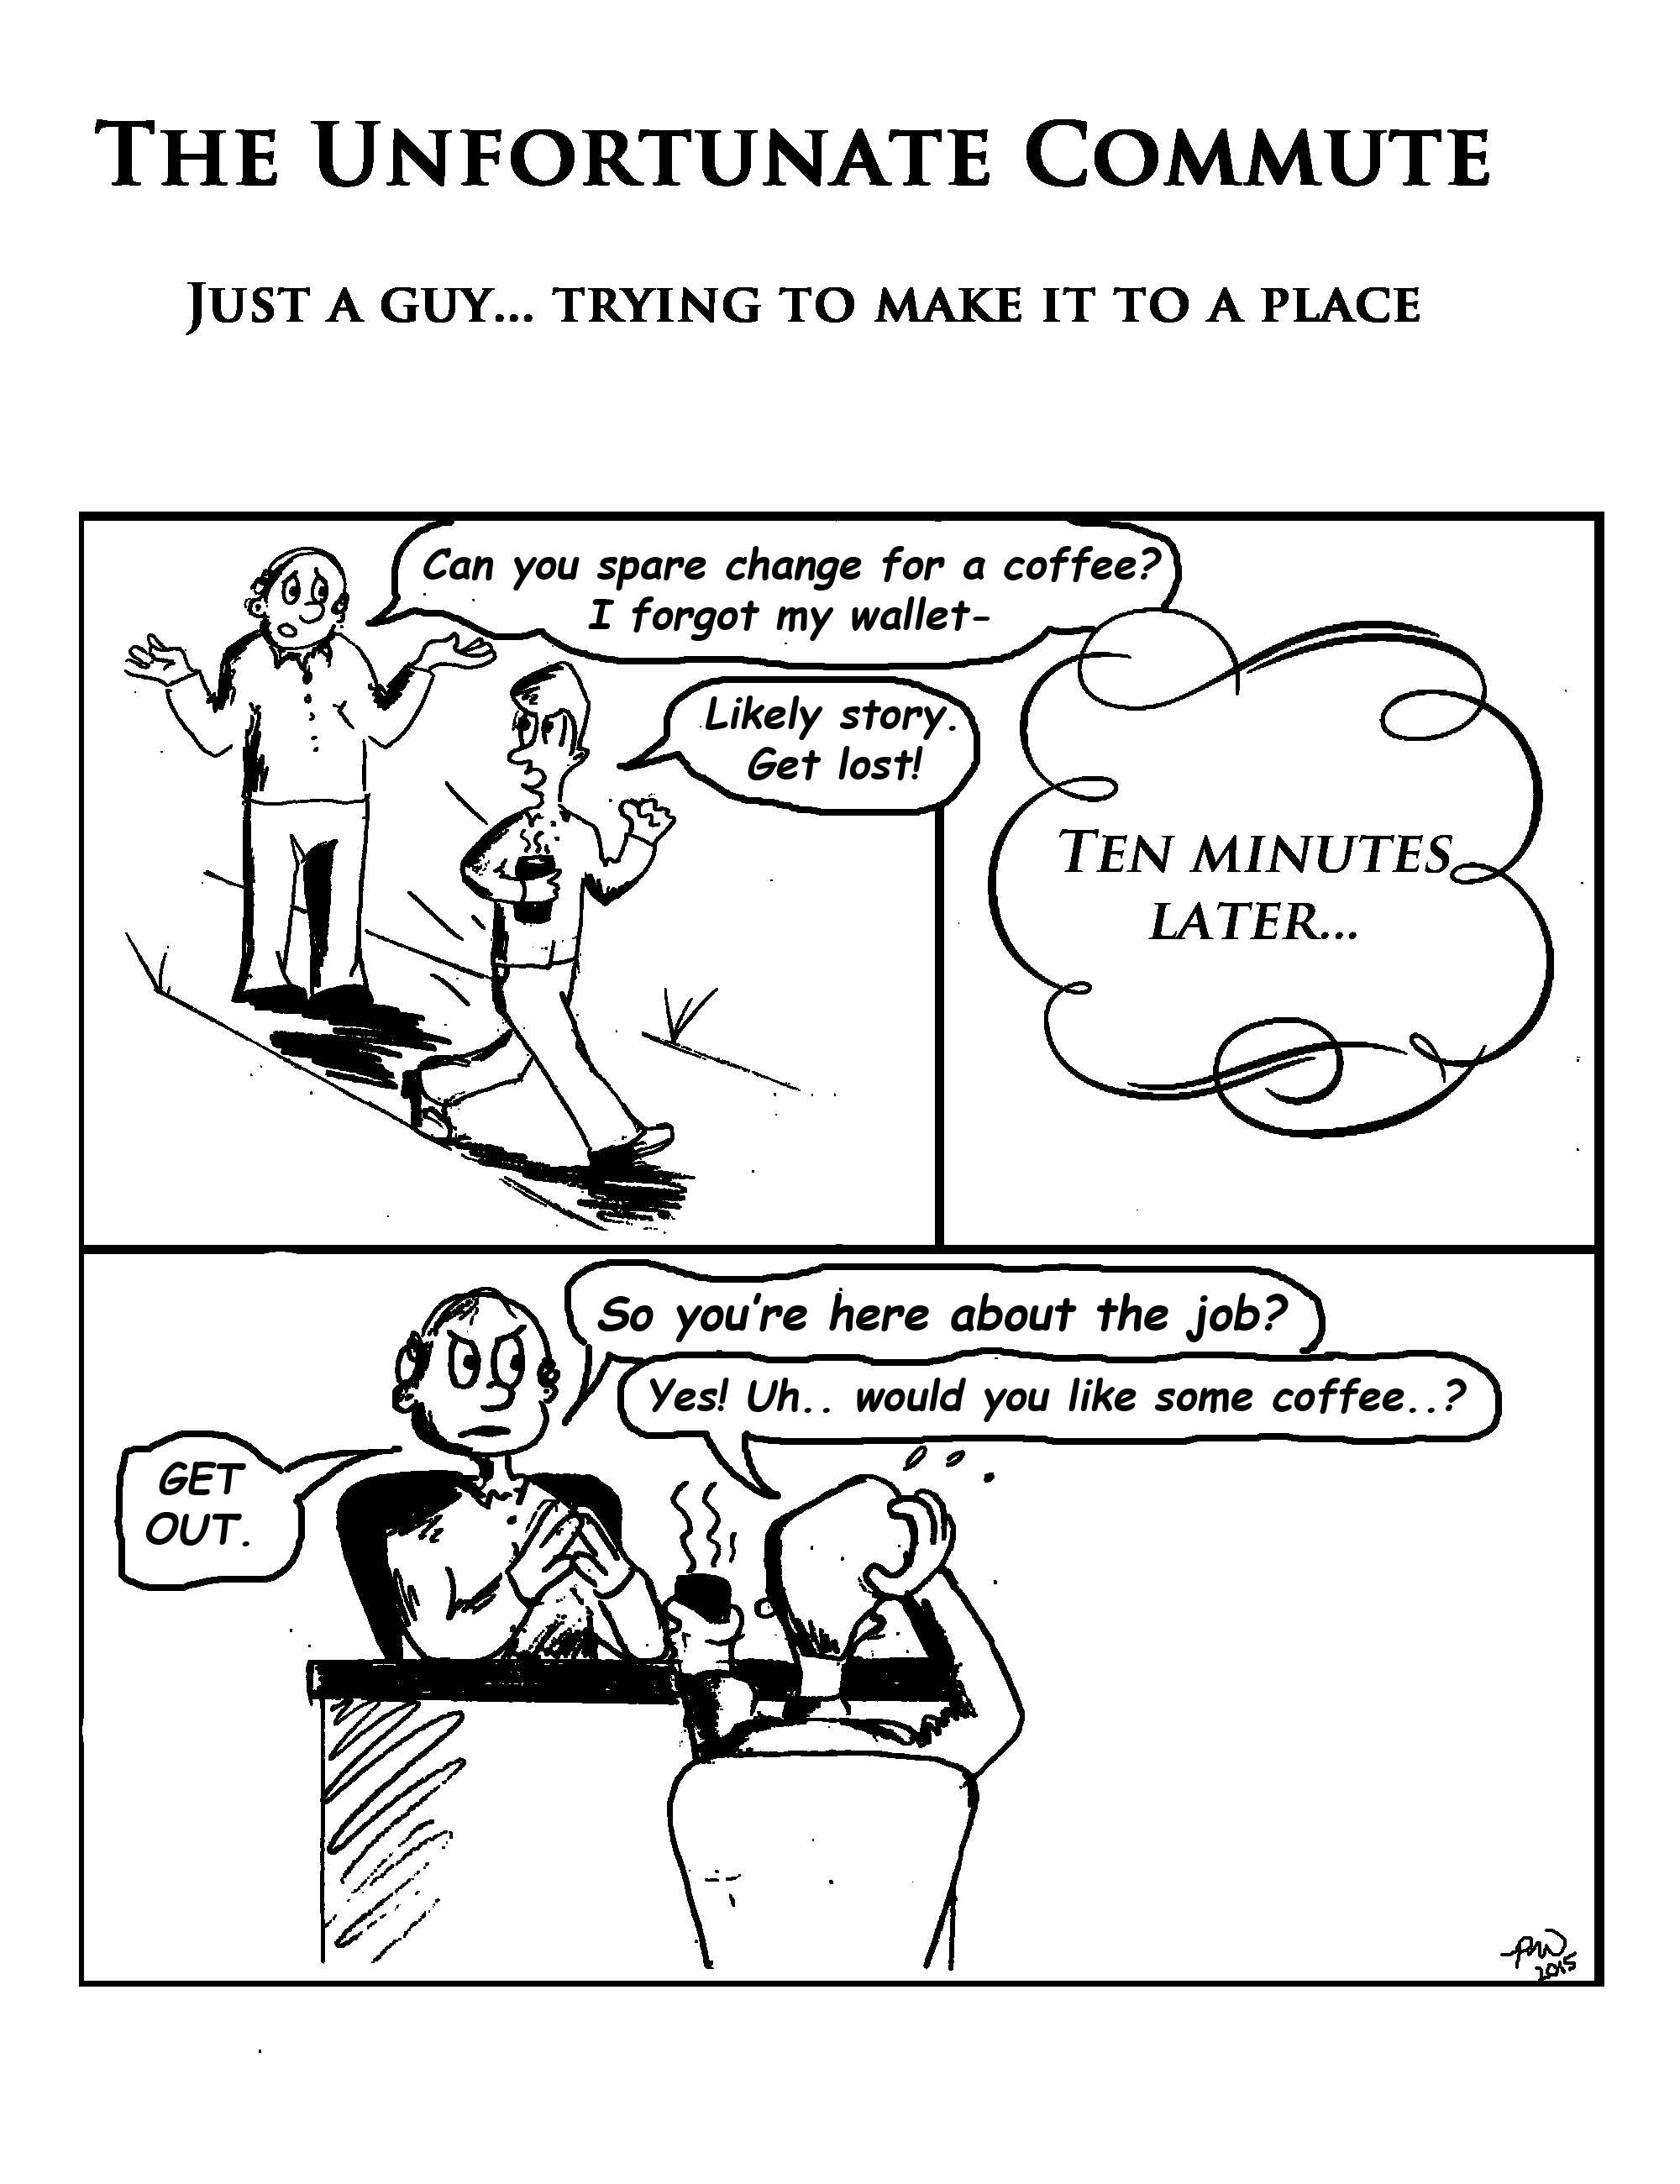 The Unfortunate Commute
Just a guy... trying to make it to a place
Can you spare change for a coffee?
I forgot my wallet-
Likely story.
Get lost!
Ten minutes
later...
So you're here about the job?
Yes! Uh.. would you like some coffee..?
GET
OUT.
2015